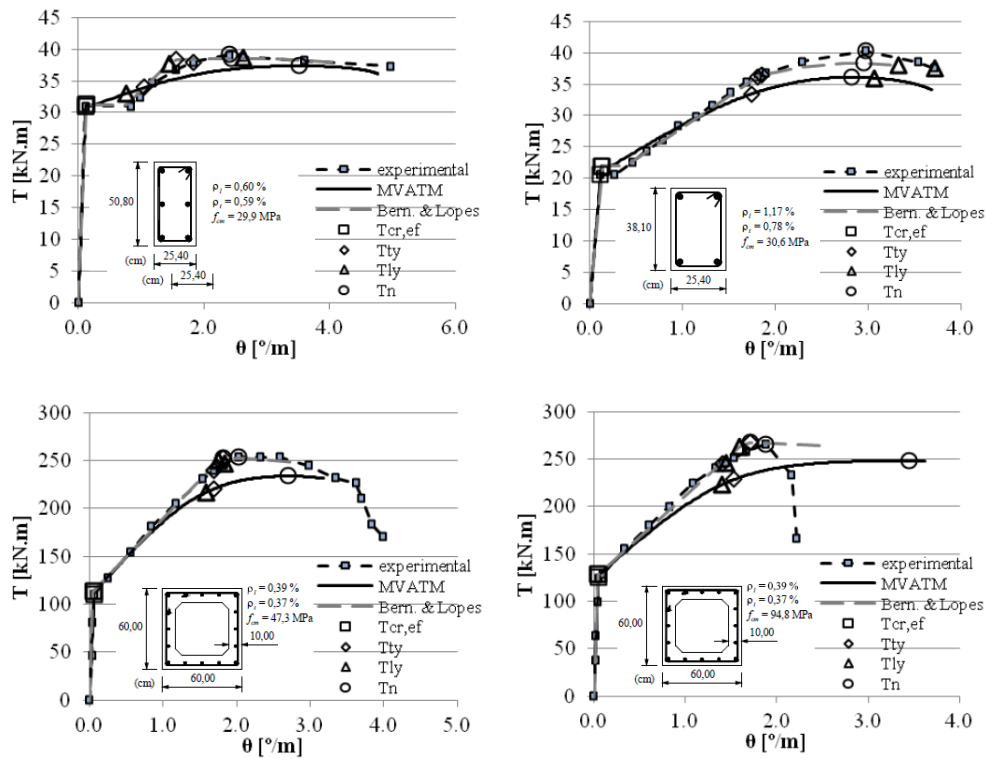 T [kN.m]
45
40
35
30
25
20
15
10
5
0
0.0 2.0 4.0 6.0
θ [º/m]
50,80
(cm)
25,40
(cm)
25,40
ρl = 0,60 %
ρt = 0,59 %
fcm = 29,9 MPa
experimental
MVATM
Bern. & Lopes
Tcr,ef
Tty
Tly
Tn
T [kN.m]
45
40
35
30
25
20
15
10
5
0
0.0 1.0 2.0 3.0 4.0
θ [º/m]
38,10
(cm)
25,40
ρl = 1,17 %
ρt = 0,78 %
fcm = 30,6 MPa
experimental
MVATM
Bern. & Lopes
Tcr,ef
Tty
Tly
Tn
T [kN.m]
300
250
200
150
100
50
0
0.0 1.0 2.0 3.0 4.0 5.0
θ [º/m]
60,00
(cm)
60,00
10,00
ρl = 0,39 %
ρt = 0,37 %
fcm = 47,3 MPa
experimental
MVATM
Bern. & Lopes
Tcr,ef
Tty
Tly
Tn
T [kN.m]
300
250
200
150
100
50
0
0.0 1.0 2.0 3.0 4.0
θ [º/m]
60,00
(cm)
60,00
10,00
ρl = 0,39 %
ρt = 0,37 %
fcm = 94,8 MPa
experimental
MVATM
Bern. & Lopes
Tcr,ef
Tty
Tly
Tn